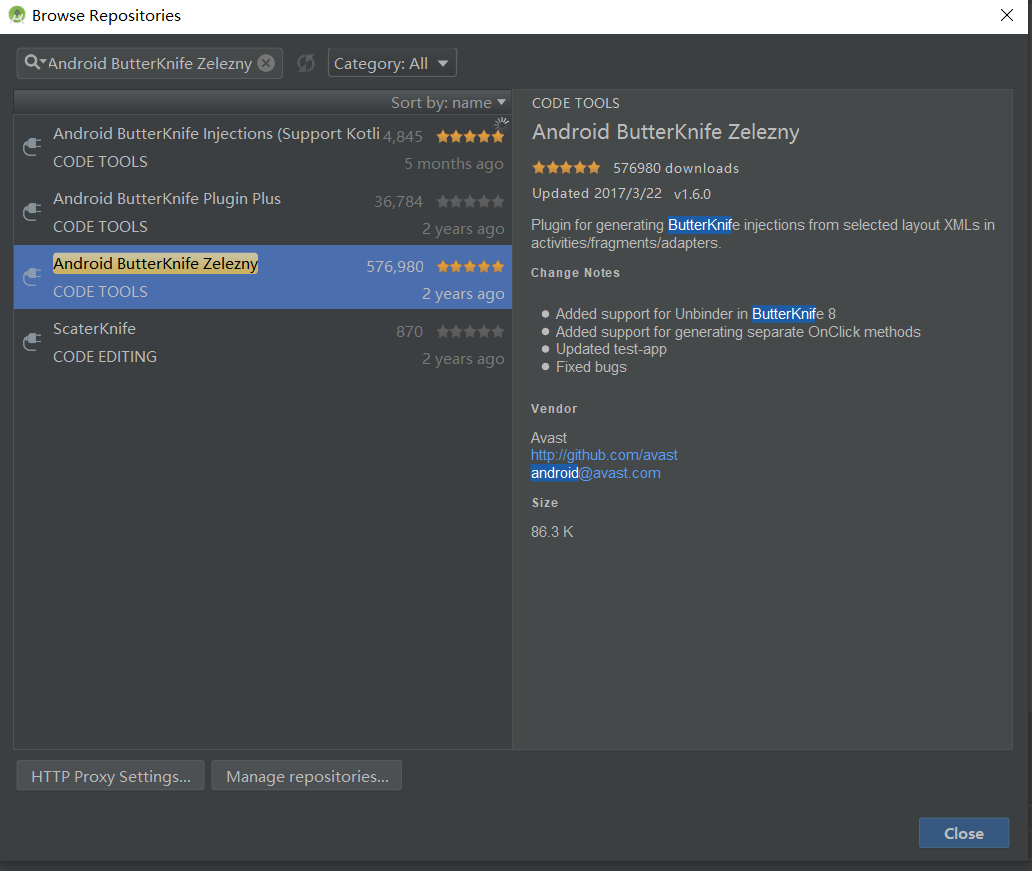 Browse Repositories
Android ButterKnife Zelezny
Category: All
Sort by: name
Android ButterKnife Injections (Support Kotli 4,845
CODE TOOLS 5 months ago
Android ButterKnife Plugin Plus 36,784
CODE TOOLS 2 years ago
Android ButterKnife Zelezny 576,980
CODE TOOLS 2 years ago
ScaterKnife 870
CODE EDITING 2 years ago
CODE TOOLS
Android ButterKnife Zelezny
576980 downloads
Updated 2017/3/22 v1.6.0
Plugin for generating ButterKnife injections from selected layout XMLs in
activities/fragments/adapters.
Change Notes
Added support for Unbinder in ButterKnife 8
Added support for generating separate OnClick methods
Updated test-app
Fixed bugs
Vendor
Avast
http://github.com/avast
android@avast.com
Size
86.3 K
HTTP Proxy Settings...
Manage repositories...
Close